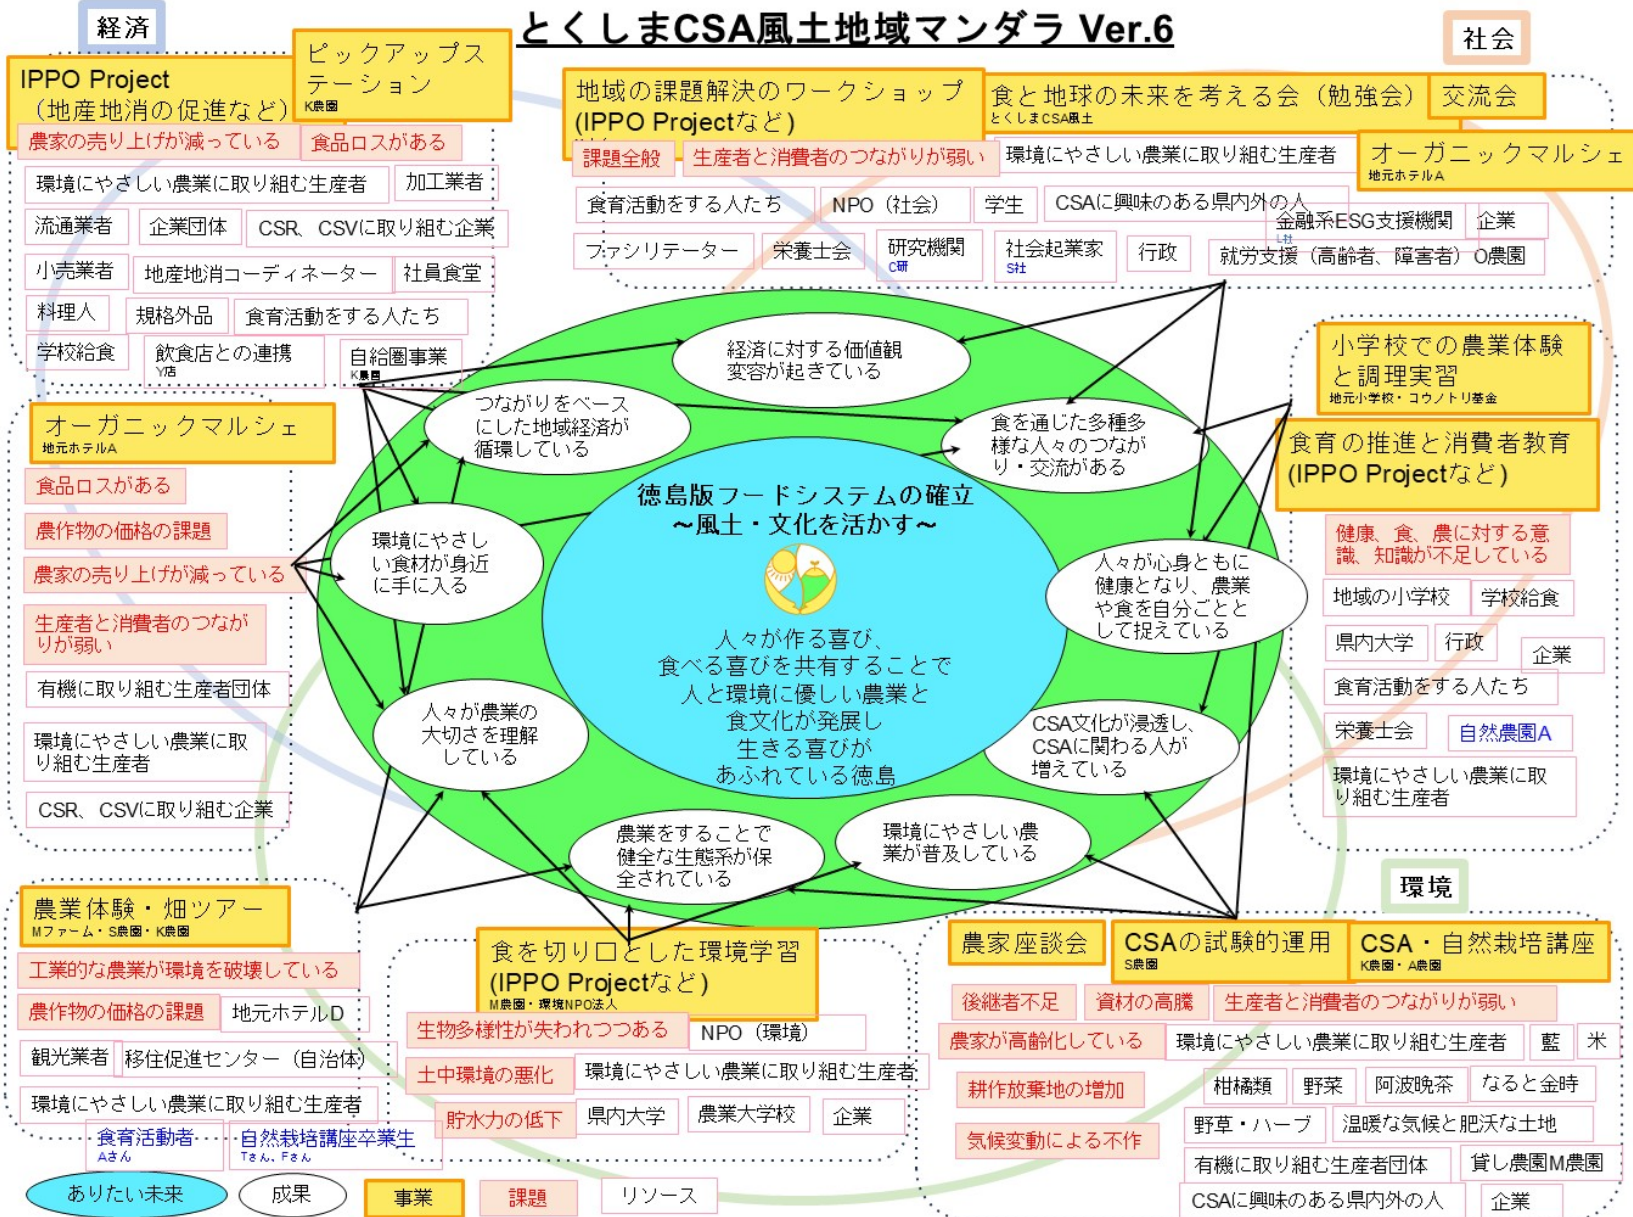 とくしまCSA風土地域マンダラ Ver.6
経済
社会
IPPO Project
（地産地消の促進など）
ピックアップス
テーション
K農園
農家の売り上げが減っている
食品ロスがある
環境にやさしい農業に取り組む生産者
加工業者
流通業者
企業団体
CSR、CSVに取り組む企業
小売業者
地産地消コーディネーター
社員食堂
料理人
規格外品
食育活動をする人たち
学校給食
飲食店との連携
Y店
自給圏事業
K農園
地域の課題解決のワークショップ
(IPPO Projectなど)
食と地球の未来を考える会（勉強会）
とくしまCSA風土
交流会
オーガニックマルシェ
地元ホテルA
課題全般
生産者と消費者のつながりが弱い
環境にやさしい農業に取り組む生産者
食育活動をする人たち
NPO（社会）
学生
CSAに興味のある県内外の人
金融系ESG支援機関
L社
企業
ファシリテーター
栄養士会
研究機関
C研
社会起業家
S社
行政
就労支援（高齢者、障害者）O農園
経済に対する価値観
変容が起きている
つながりをベース
にした地域経済が
循環している
食を通じた多種多
様な人々のつなが
り・交流がある
環境にやさし
い食材が身近
に手に入る
人々が心身ともに
健康となり、農業
や食を自分ごとと
して捉えている
人々が農業の
大切さを理解
している
CSA文化が浸透し、
CSAに関わる人が
増えている
農業をすることで
健全な生態系が保
全されている
環境にやさしい農
業が普及している
徳島版フードシステムの確立
～風土・文化を活かす～
人々が作る喜び、
食べる喜びを共有することで
人と環境に優しい農業と
食文化が発展し
生きる喜びが
あふれている徳島
オーガニックマルシェ
地元ホテルA
食品ロスがある
農作物の価格の課題
農家の売り上げが減っている
生産者と消費者のつなが
りが弱い
有機に取り組む生産者団体
環境にやさしい農業に取
り組む生産者
CSR、CSVに取り組む企業
小学校での農業体験
と調理実習
地元小学校・コウノトリ基金
食育の推進と消費者教育
(IPPO Projectなど)
健康、食、農に対する意
識、知識が不足している
地域の小学校
学校給食
県内大学
行政
企業
食育活動をする人たち
栄養士会
自然農園A
環境にやさしい農業に取
り組む生産者
環境
農業体験・畑ツアー
Mファーム・S農園・K農園
工業的な農業が環境を破壊している
農作物の価格の課題
地元ホテルD
観光業者
移住促進センター（自治体）
環境にやさしい農業に取り組む生産者
食育活動者
Aさん
自然栽培講座卒業生
Tさん、Fさん
食を切り口とした環境学習
(IPPO Projectなど)
M農園・環境NPO法人
生物多様性が失われつつある
NPO（環境）
土中環境の悪化
環境にやさしい農業に取り組む生産者
貯水力の低下
県内大学
農業大学校
企業
農家座談会
CSAの試験的運用
S農園
CSA・自然栽培講座
K農園・A農園
後継者不足
資材の高騰
生産者と消費者のつながりが弱い
農家が高齢化している
環境にやさしい農業に取り組む生産者
藍
米
耕作放棄地の増加
柑橘類
野菜
阿波晩茶
なると金時
気候変動による不作
野草・ハーブ
温暖な気候と肥沃な土地
有機に取り組む生産者団体
貸し農園M農園
CSAに興味のある県内外の人
企業
ありたい未来
成果
事業
課題
リソース